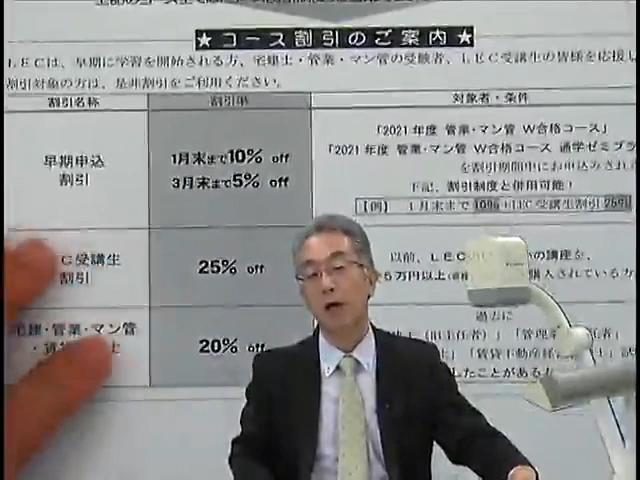 ★コース割引のご案内★
LECは、早期に学習を開始される方、宅建士・管業・マン管の受験者、LEC受講生の皆様を応援し
割引対象の方は、是非割引をご利用ください。
割引名称 割引率 対象者・条件
早期申込
割引
1月末まで10% off
3月末まで5% off
「2021年度 管業・マン管 W合格コース」
「2021年度 管業・マン管 W合格コース 通学ゼミプラ
を割引期間中にお申込みされ
下記、割引制度と併用可能！
【例】 1月末まで 10%+LEC受講生割引 25%
C受講生
割引
25% off
以前、LEC の講座を、
5万円以上 購入されている方
宅建・管業・マン管
・賃 士
20% off
過去に
「管理 任者」
「賃貸不動産経
したことがある